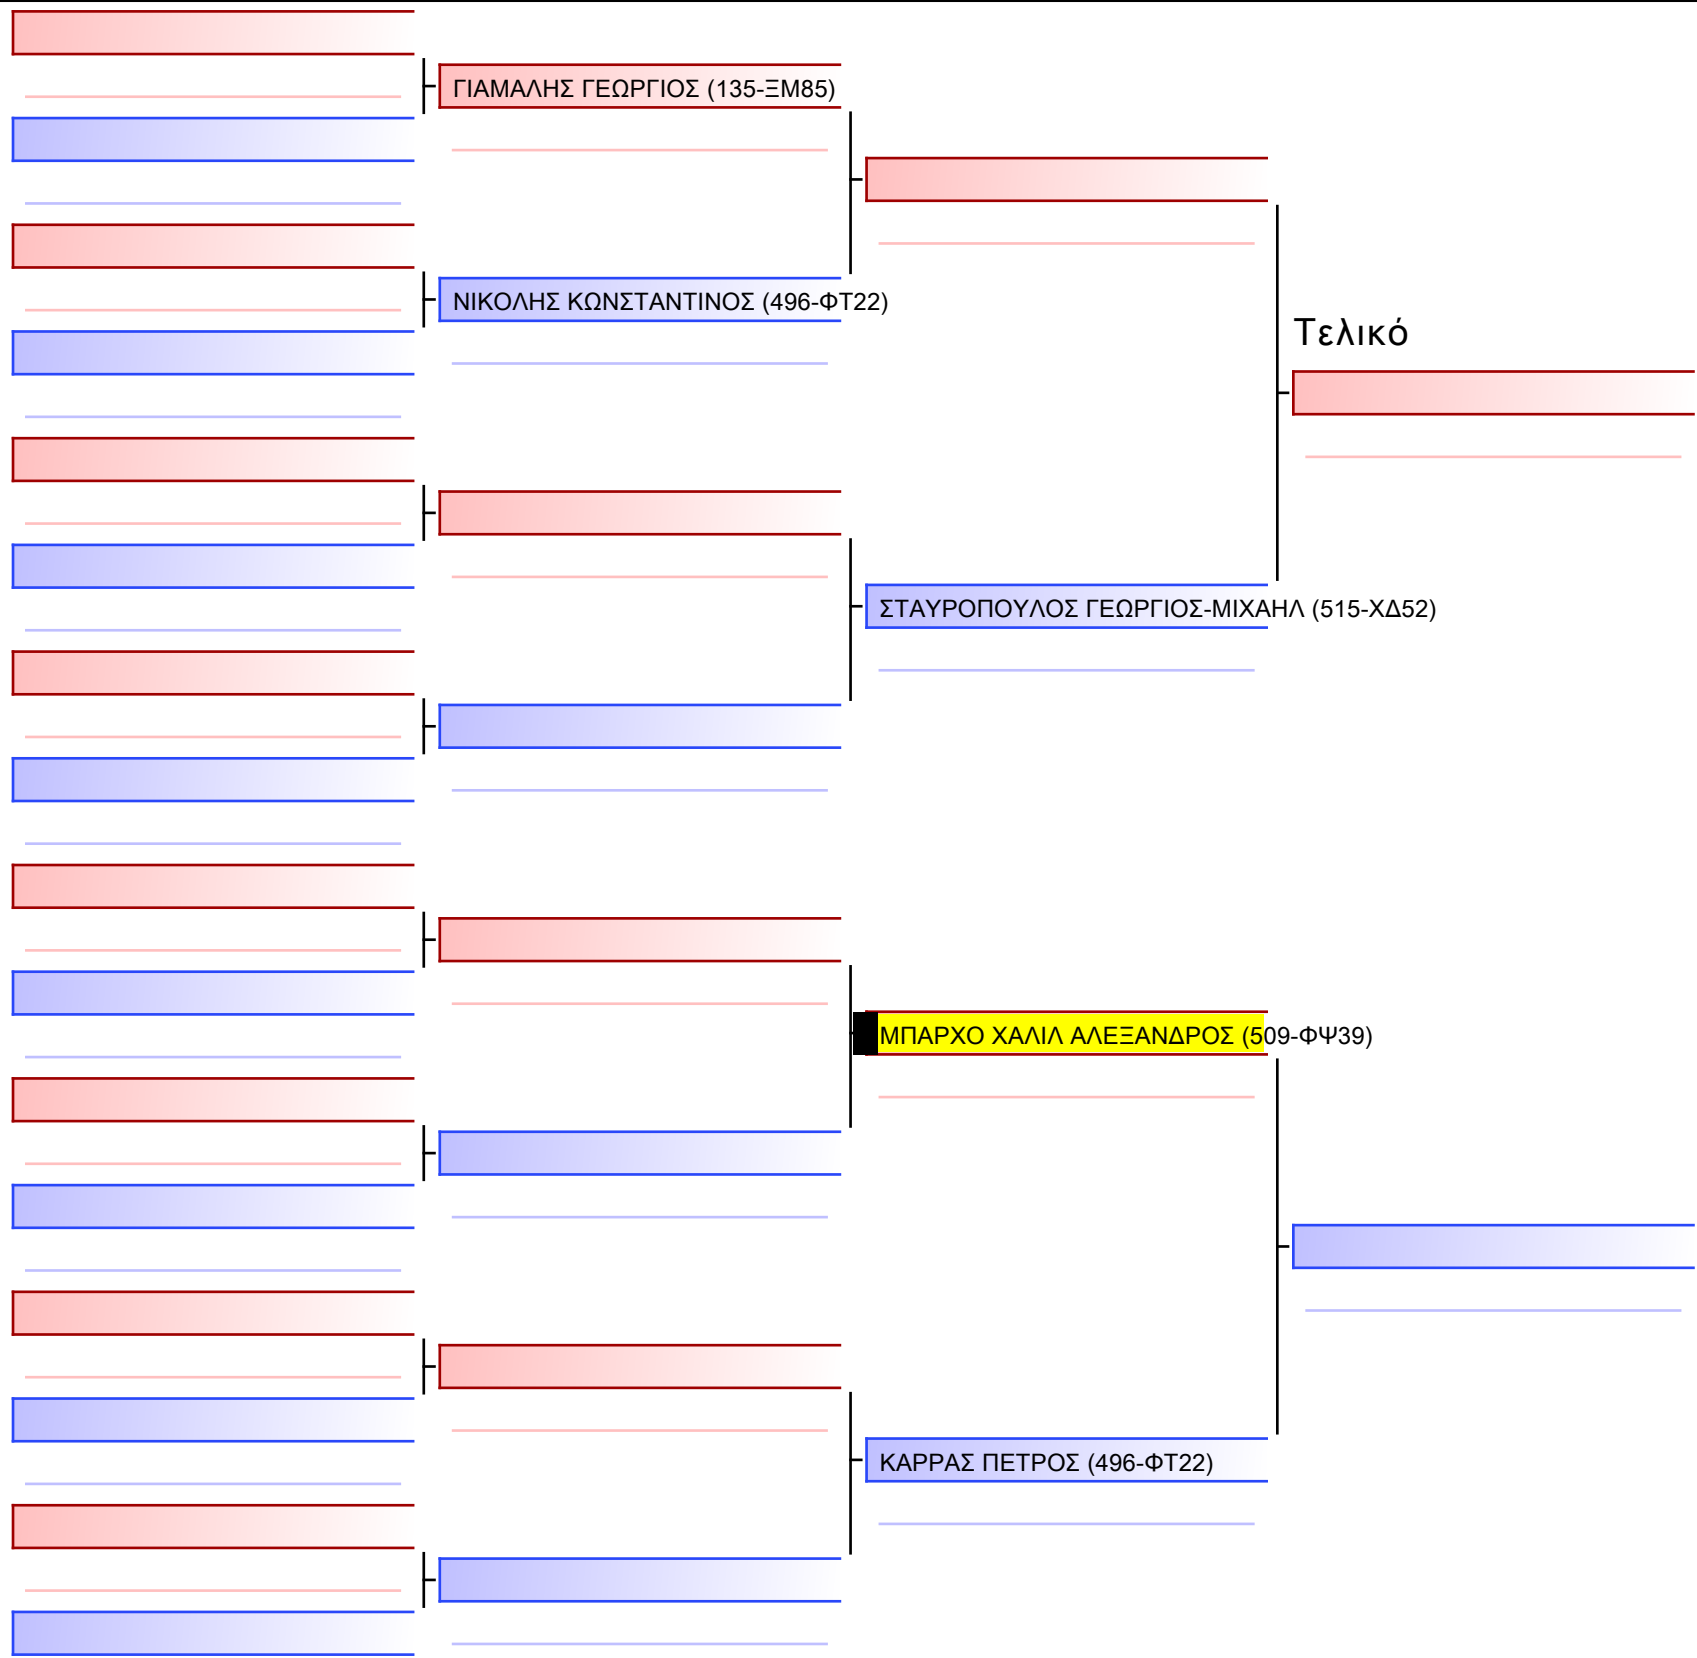 ΓΙΑΜΑΛΗΣ ΓΕΩΡΓΙΟΣ (135-ΞΜ85)
ΝΙΚΟΛΗΣ ΚΩΝΣΤΑΝΤΙΝΟΣ (496-ΦΤ22)
Τελικό
ΣΤΑΥΡΟΠΟΥΛΟΣ ΓΕΩΡΓΙΟΣ-ΜΙΧΑΗΛ (515-ΧΔ52)
ΜΠΑΡΧΟ ΧΑΛΙΛ ΑΛΕΞΑΝΔΡΟΣ (509-ΦΨ39)
ΚΑΡΡΑΣ ΠΕΤΡΟΣ (496-ΦΤ22)